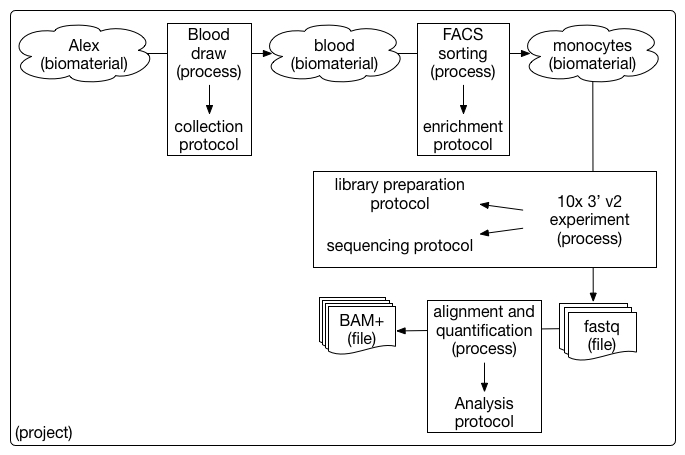 Alex
(biomaterial)
Blood
draw
(process)
collection
protocol
blood
(biomaterial)
FACS
sorting
(process)
enrichment
protocol
monocytes
(biomaterial)
library preparation
protocol
sequencing protocol
10x 3’ v2
experiment
(process)
BAM+
(file)
alignment and
quantification
(process)
Analysis
protocol
fastq
(file)
(project)